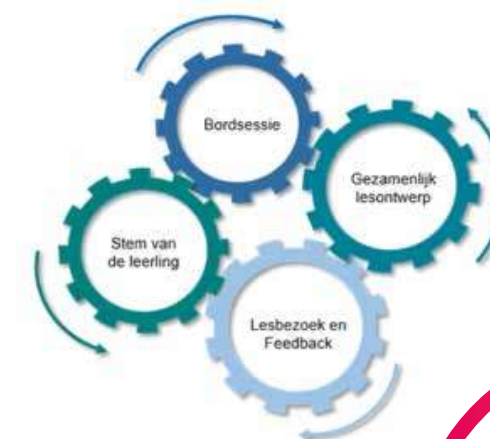 Bordsessie
Gezamenlijk
lesontwerp
Stem van
de leerling
Lesbezoek en
Feedback